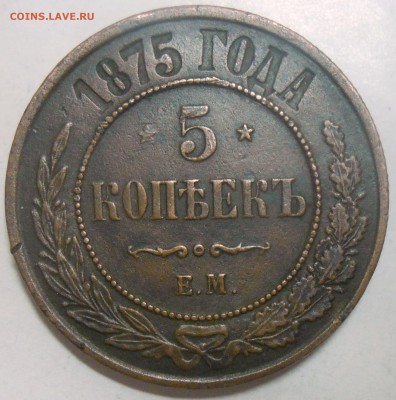 COINS.LAVE.RU
1875 ГОДА
5
КОПѢЕКЪ
Е.М.